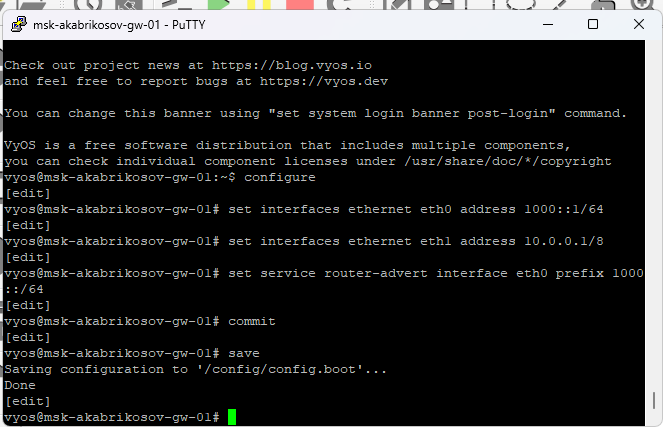 msk-akabrikosov-gw-01 - PuTTY
Check out project news at https://blog.vyos.io
and feel free to report bugs at https://vyos.dev
You can change this banner using "set system login banner post-login" command.
VyOS is a free software distribution that includes multiple components,
you can check individual component licenses under /usr/share/doc/*/copyright
vyos@msk-akabrikosov-gw-01:~$ configure
[edit]
vyos@msk-akabrikosov-gw-01# set interfaces ethernet eth0 address 1000::1/64
[edit]
vyos@msk-akabrikosov-gw-01# set interfaces ethernet eth1 address 10.0.0.1/8
[edit]
vyos@msk-akabrikosov-gw-01# set service router-advert interface eth0 prefix 1000
::/64
[edit]
vyos@msk-akabrikosov-gw-01# commit
[edit]
vyos@msk-akabrikosov-gw-01# save
Saving configuration to '/config/config.boot'...
Done
[edit]
vyos@msk-akabrikosov-gw-01#